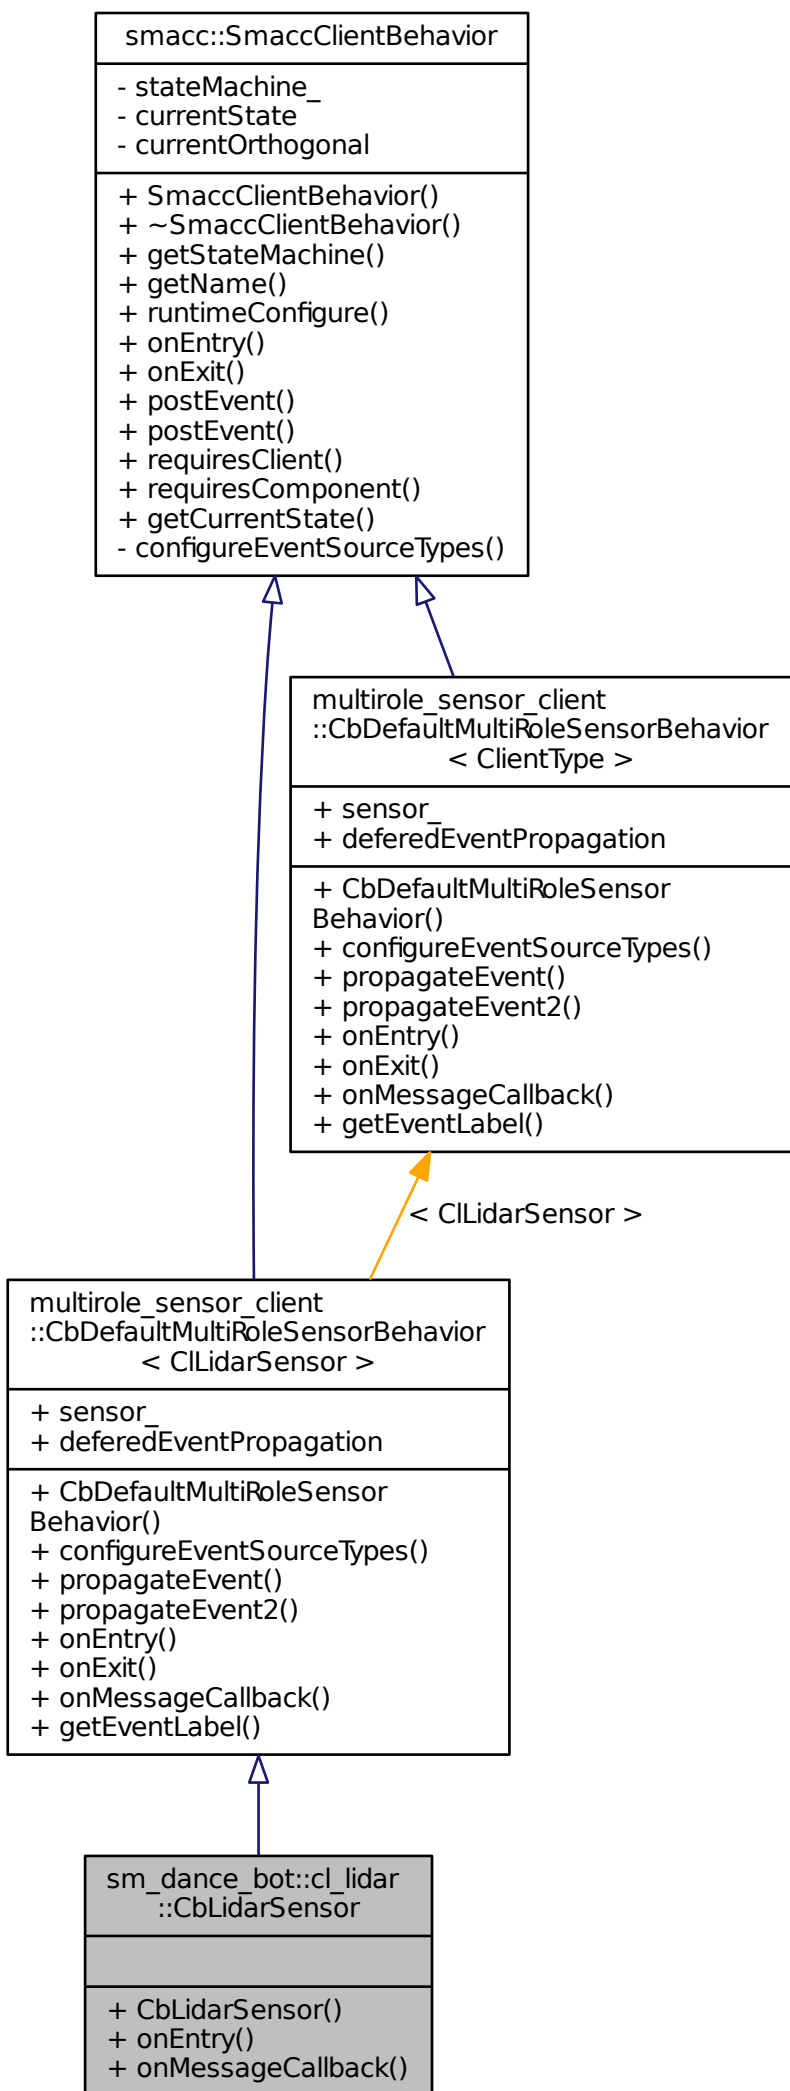 smacc::SmaccClientBehavior
- stateMachine_
- currentState
- currentOrthogonal
+ SmaccClientBehavior()
+ ~SmaccClientBehavior()
+ getStateMachine()
+ getName()
+ runtimeConfigure()
+ onEntry()
+ onExit()
+ postEvent()
+ postEvent()
+ requiresClient()
+ requiresComponent()
+ getCurrentState()
- configureEventSourceTypes()
multirole_sensor_client
::CbDefaultMultiRoleSensorBehavior
< ClientType >
+ sensor_
+ deferedEventPropagation
+ CbDefaultMultiRoleSensor
Behavior()
+ configureEventSourceTypes()
+ propagateEvent()
+ propagateEvent2()
+ onEntry()
+ onExit()
+ onMessageCallback()
+ getEventLabel()
< ClLidarSensor >
multirole_sensor_client
::CbDefaultMultiRoleSensorBehavior
< ClLidarSensor >
+ sensor_
+ deferedEventPropagation
+ CbDefaultMultiRoleSensor
Behavior()
+ configureEventSourceTypes()
+ propagateEvent()
+ propagateEvent2()
+ onEntry()
+ onExit()
+ onMessageCallback()
+ getEventLabel()
sm_dance_bot::cl_lidar
::CbLidarSensor
+ CbLidarSensor()
+ onEntry()
+ onMessageCallback()